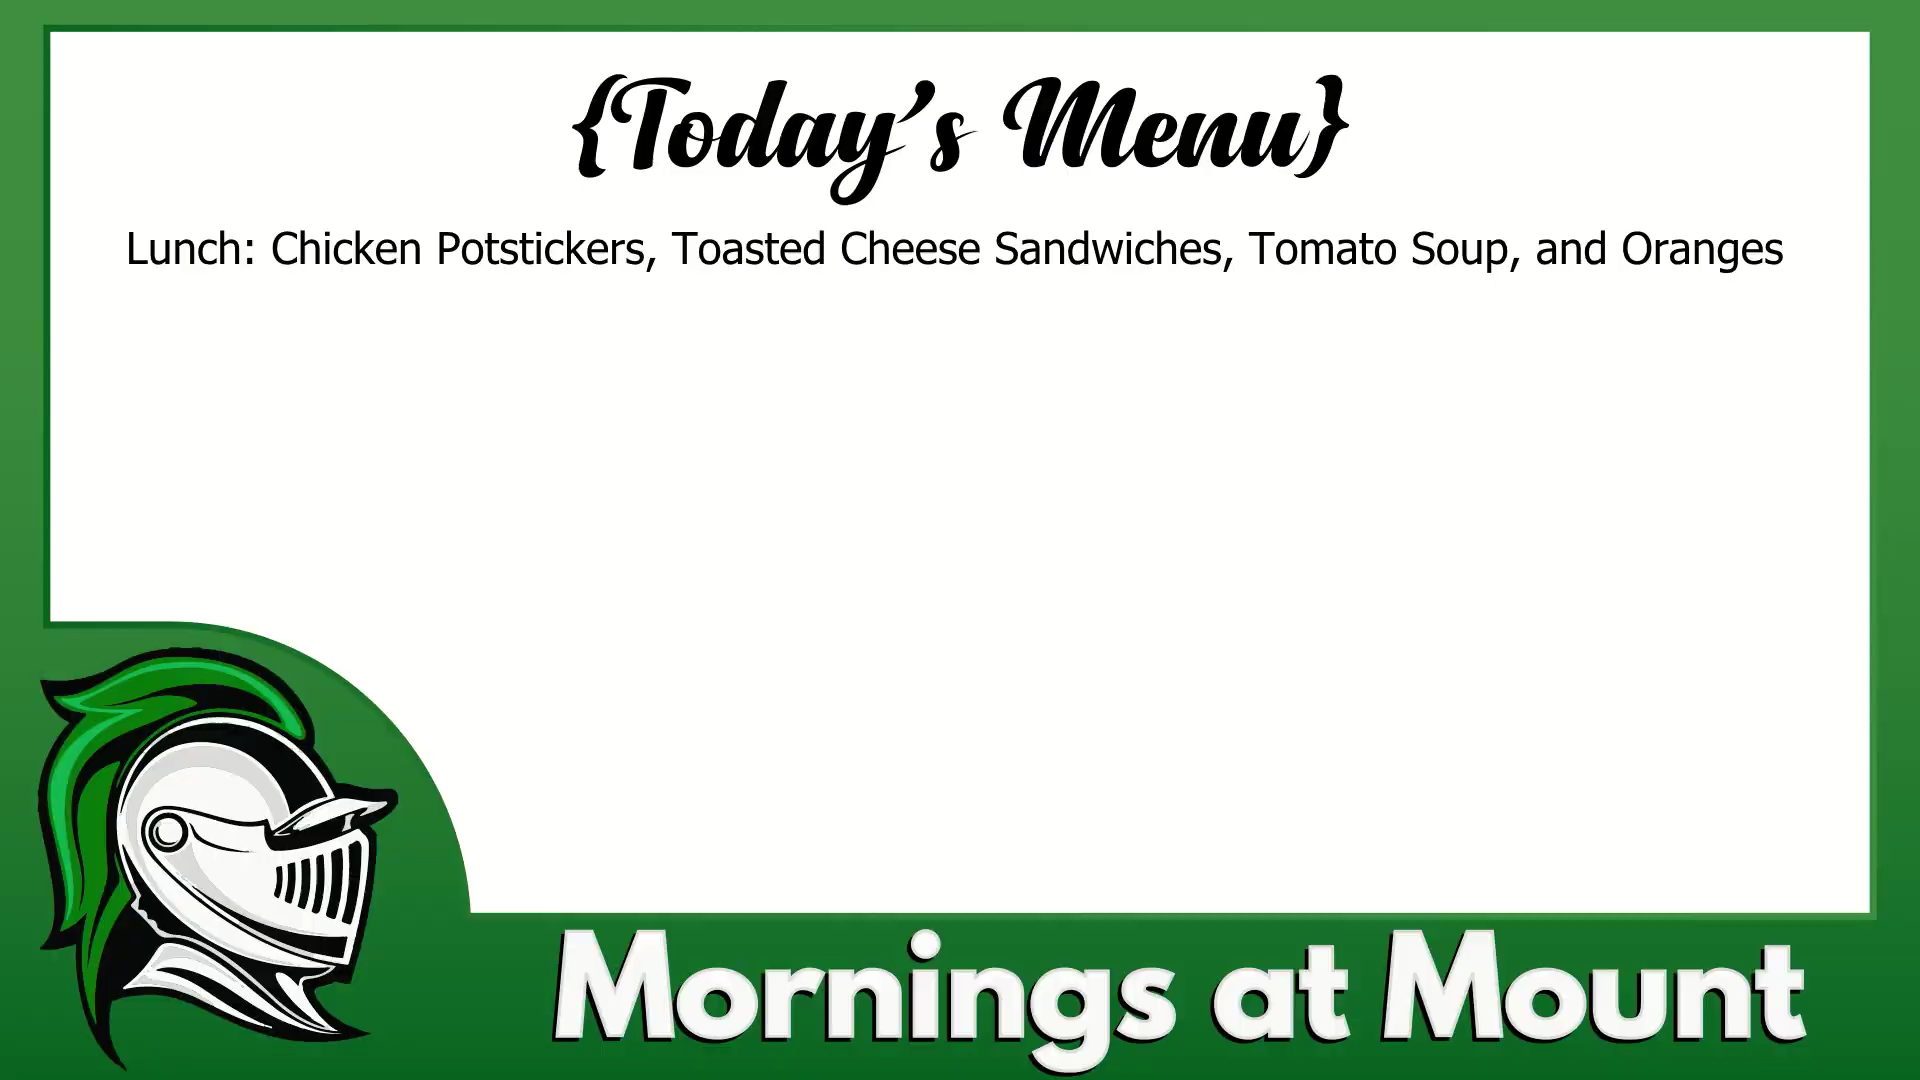 {Today's Menu}
Lunch: Chicken Potstickers, Toasted Cheese Sandwiches, Tomato Soup, and Oranges
Mornings at Mount